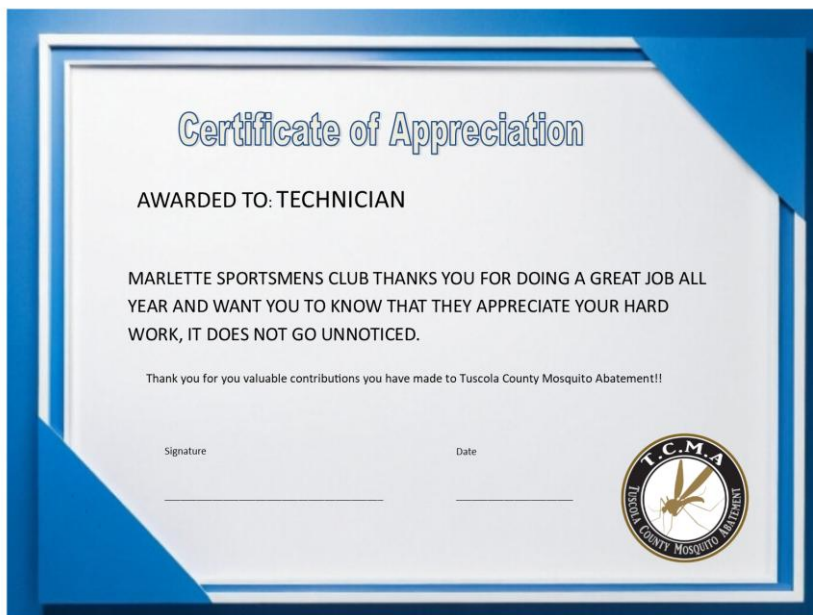 Certificate of Appreciation
AWARDED TO: TECHNICIAN
MARLETTE SPORTSMENS CLUB THANKS YOU FOR DOING A GREAT JOB ALL
YEAR AND WANT YOU TO KNOW THAT THEY APPRECIATE YOUR HARD
WORK, IT DOES NOT GO UNNOTICED.
Thank you for you valuable contributions you have made to Tuscola County Mosquito Abatement!!
Signature
Date
T.C.M.A
TUSCOLA COUNTY MOSQUITO ABATEMENT